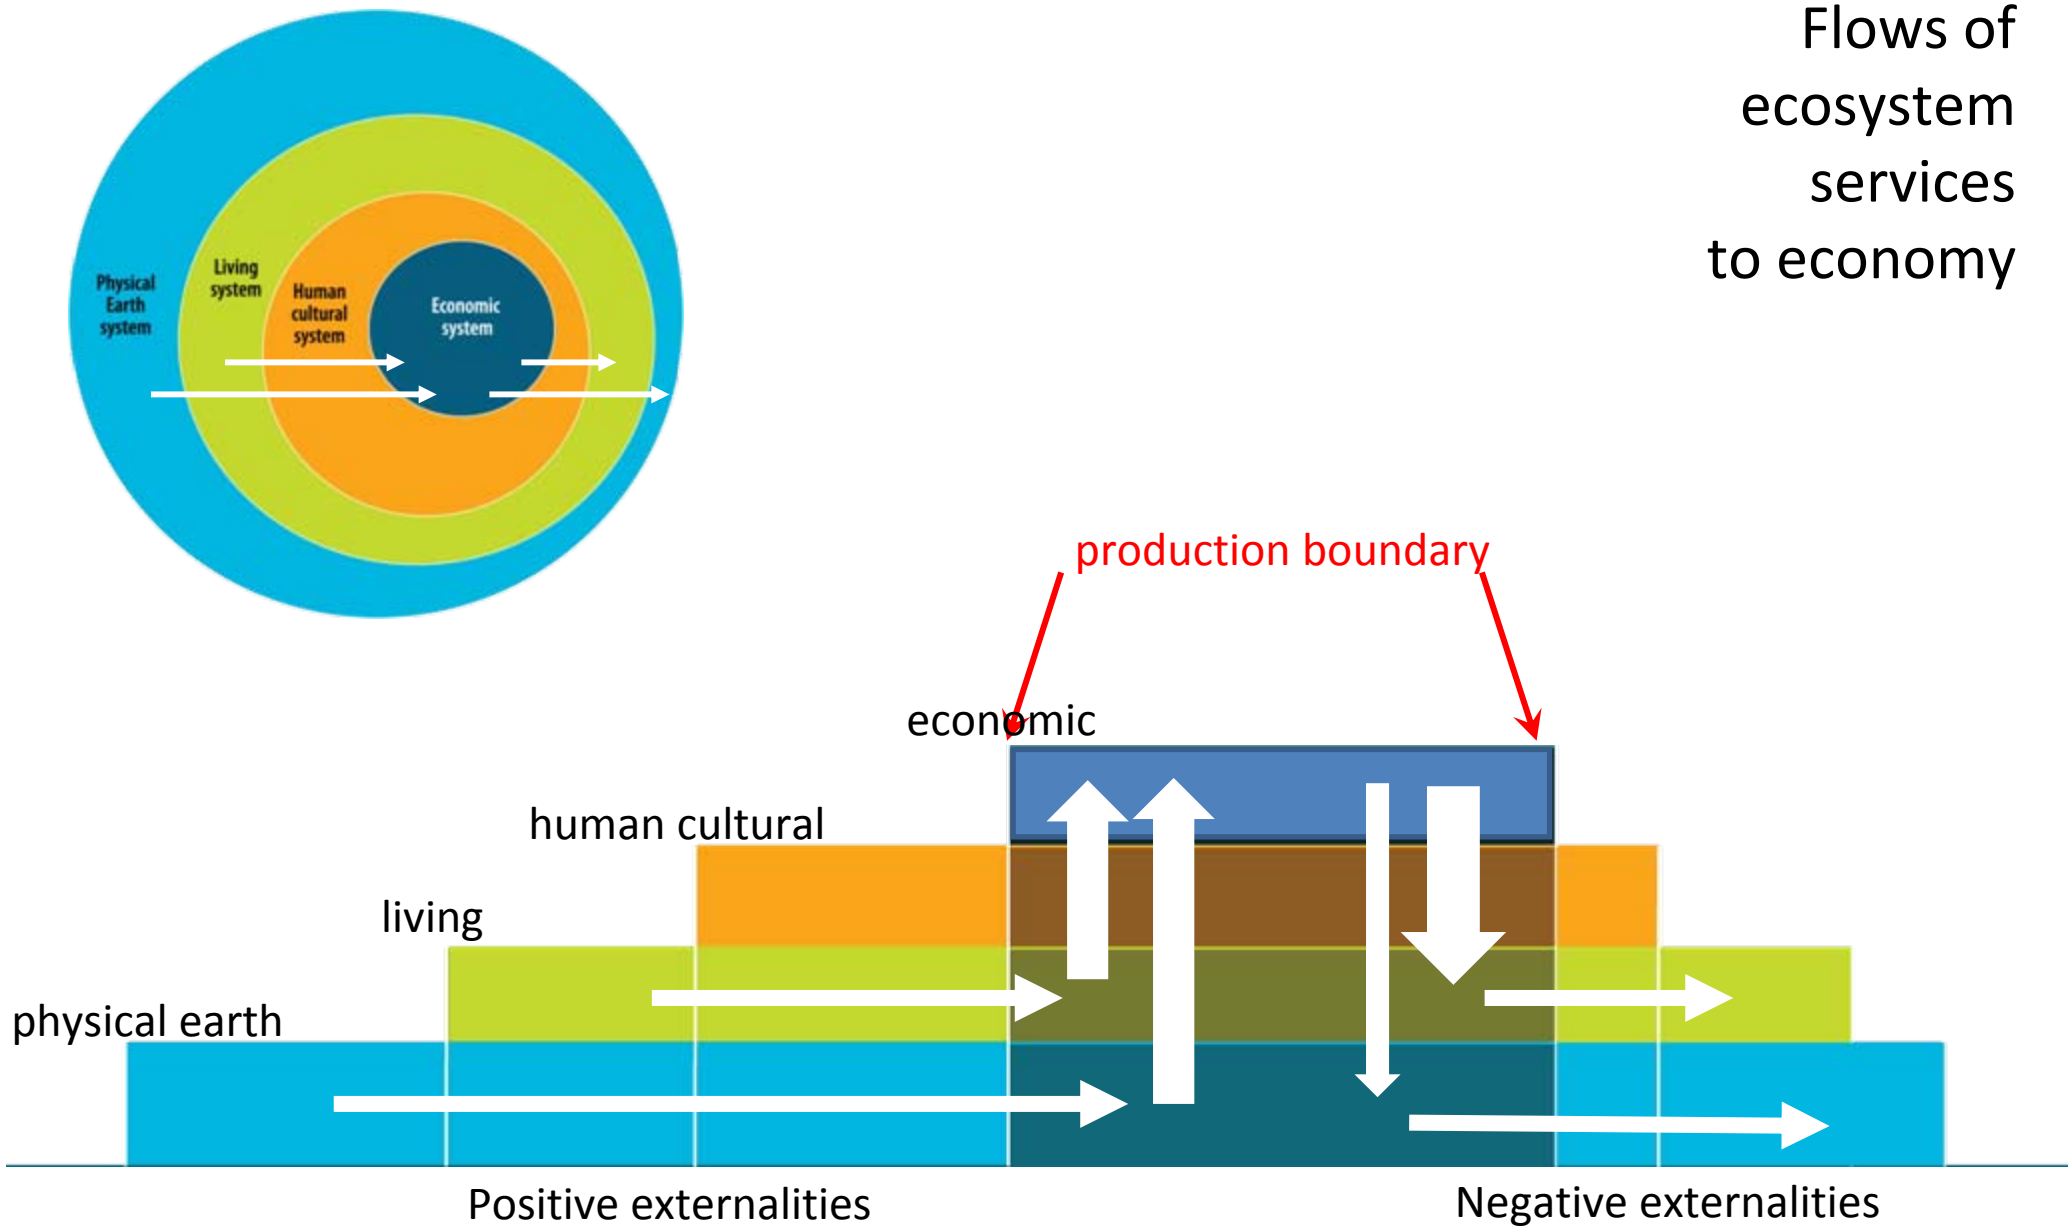 Flows of
ecosystem
services
to economy
Physical
Earth
system
Living
system
Human
cultural
system
Economic
system
production boundary
economic
human cultural
living
physical earth
Positive externalities
Negative externalities